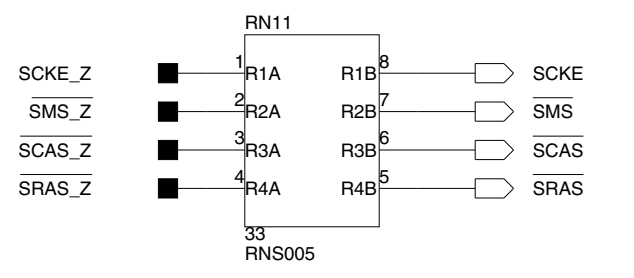 RN11
SCKE_Z 1 R1A R1B 8 SCKE
SMS_Z 2 R2A R2B 7 SMS
SCAS_Z 3 R3A R3B 6 SCAS
SRAS_Z 4 R4A R4B 5 SRAS
33
RNS005